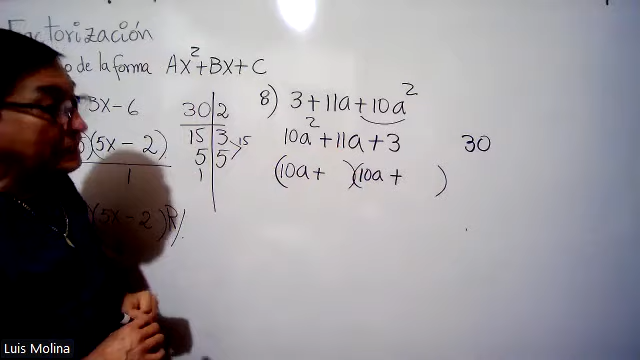 Factorización
o de la forma AX²+BX+C
3X-6
)(5X-2)
1
)(5X-2)R/.
30|2
15|3
5|5 >15
1|
8) 3+11a+10a²
10a²+11a+3 30
(10a+ )(10a+ )
Luis Molina